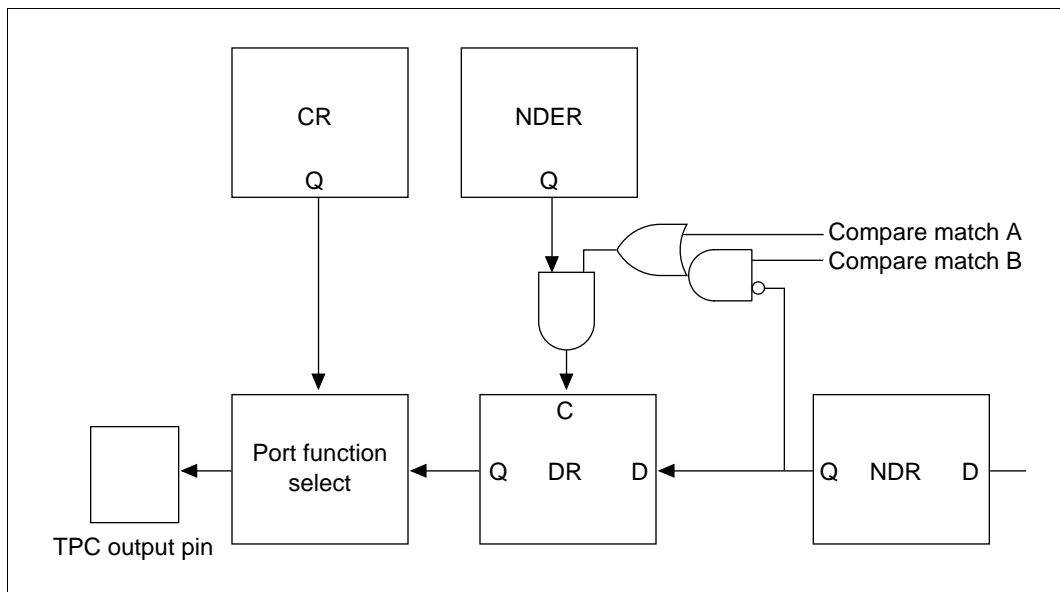 CR
Q
NDER
Q
Compare match A
Compare match B
C
Port function
select
Q DR D
Q NDR D
TPC output pin